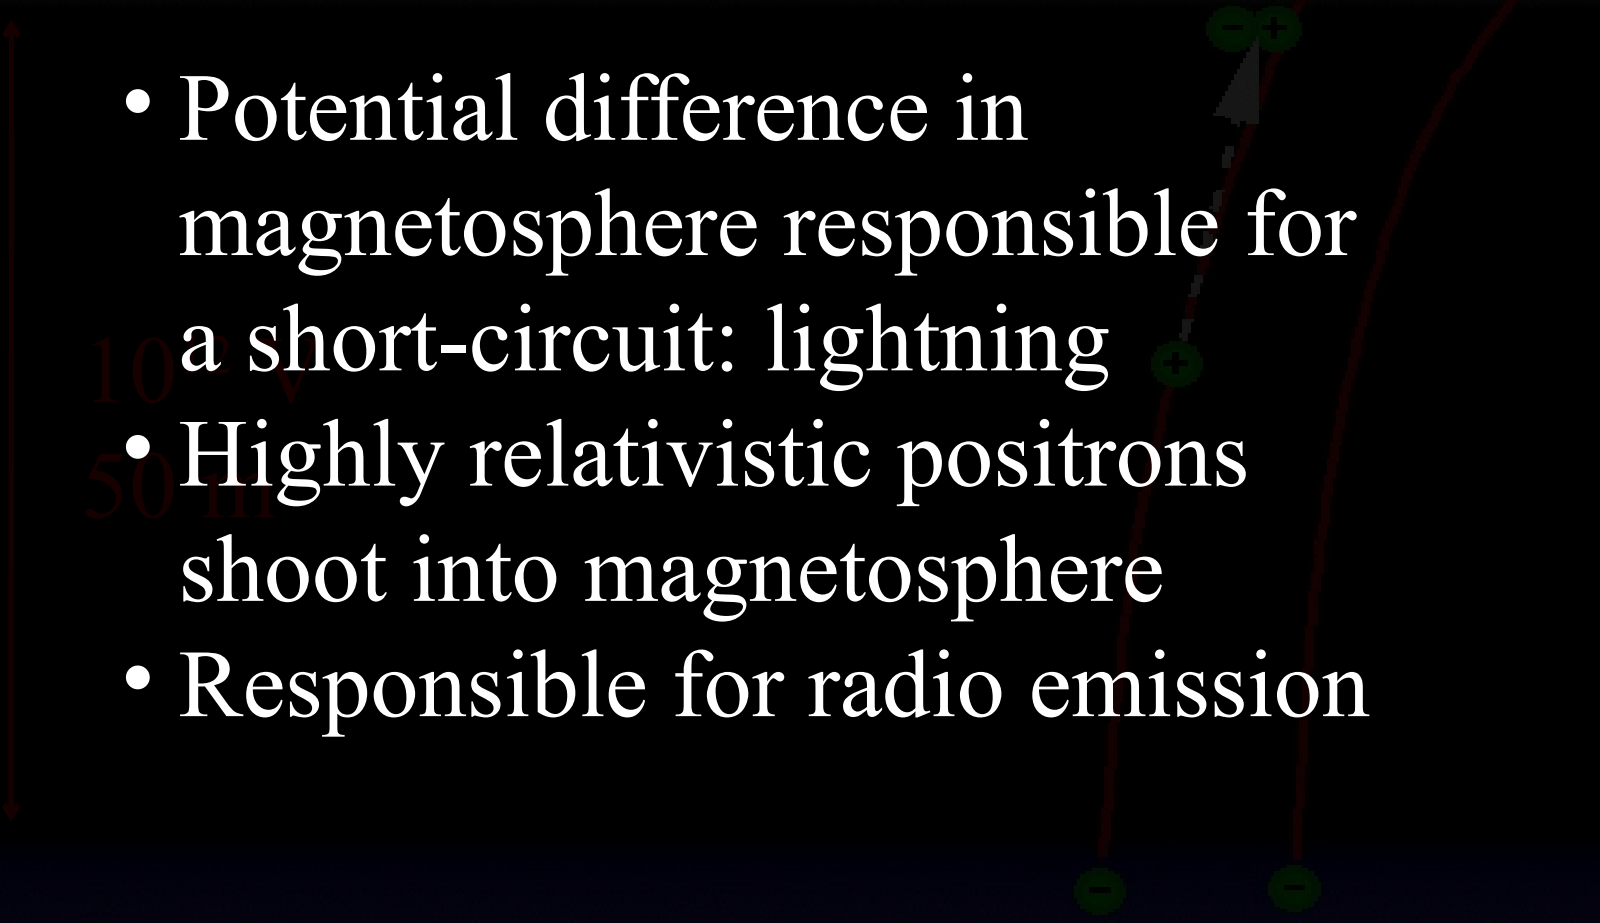 • Potential difference in
magnetosphere responsible for
a short-circuit: lightning
• Highly relativistic positrons
shoot into magnetosphere
• Responsible for radio emission
50 m